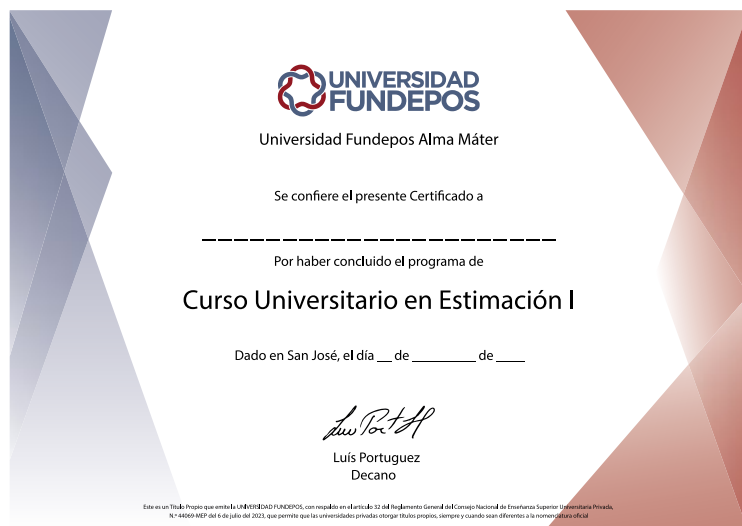 UNIVERSIDAD
FUNDEPOS
Universidad Fundepos Alma Máter
Se confiere el presente Certificado a
_ _ _ _ _ _ _ _ _ _ _ _ _ _ _ _ _ _ _ _ _ _
Por haber concluido el programa de
Curso Universitario en Estimación I
Dado en San José, el día __ de ________ de ____
Luís Portuguez
Decano
Este es un Título Propio que emite la UNIVERSIDAD FUNDEPOS, con respaldo en el artículo 32 del Reglamento General del Consejo Nacional de Enseñanza Superior Universitaria Privada,
N.º 44069-MEP del 6 de julio del 2023, que permite que las universidades privadas otorgar títulos propios, siempre y cuando sean diferentes a la nomenclatura oficial